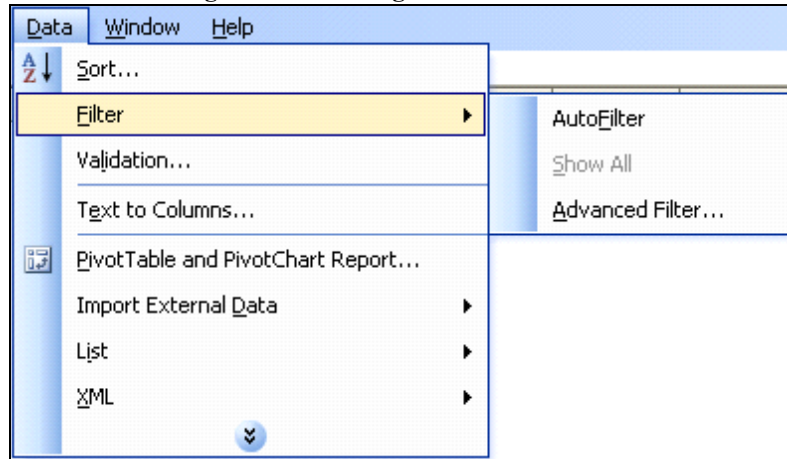 Data Window Help
Sort...
Filter
AutoFilter
Validation...
Show All
Text to Columns...
Advanced Filter...
PivotTable and PivotChart Report...
Import External Data
List
XML